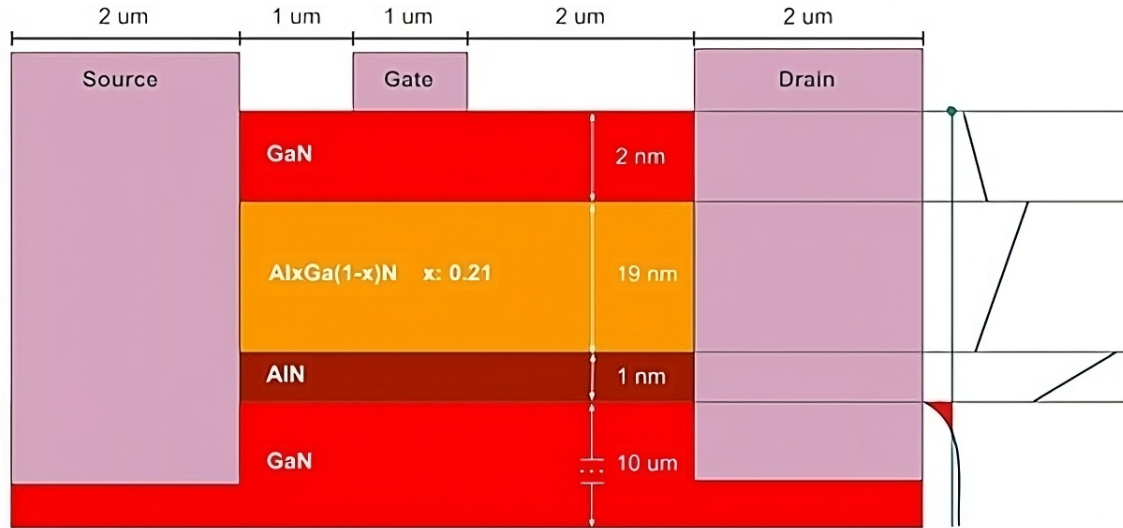 2 um 1 um 1 um 2 um 2 um
Source Gate Drain
GaN 2 nm
AlxGa(1-x)N x: 0.21 19 nm
AlN 1 nm
GaN 10 um